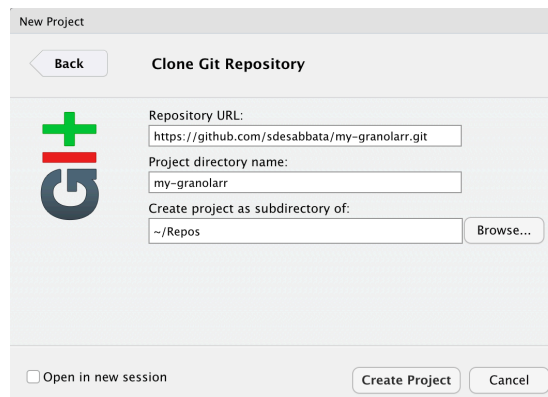 New Project
Back
Clone Git Repository
GIt
Repository URL:
https://github.com/sdesabbata/my-granolarr.git
Project directory name:
my-granolarr
Create project as subdirectory of:
~/Repos
Browse...
Open in new session
Create Project
Cancel